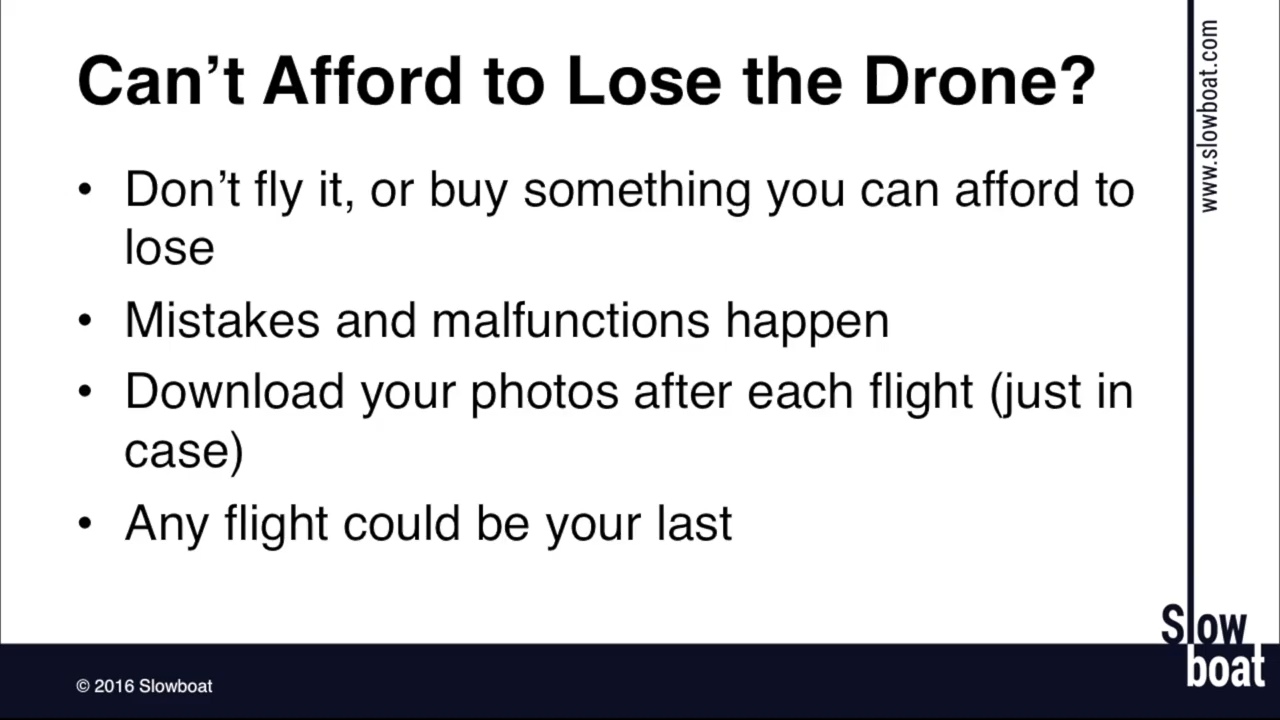 Can’t Afford to Lose the Drone?
• Don’t fly it, or buy something you can afford to
lose
• Mistakes and malfunctions happen
• Download your photos after each flight (just in
case)
• Any flight could be your last
www.slowboat.com
© 2016 Slowboat
Slow
boat